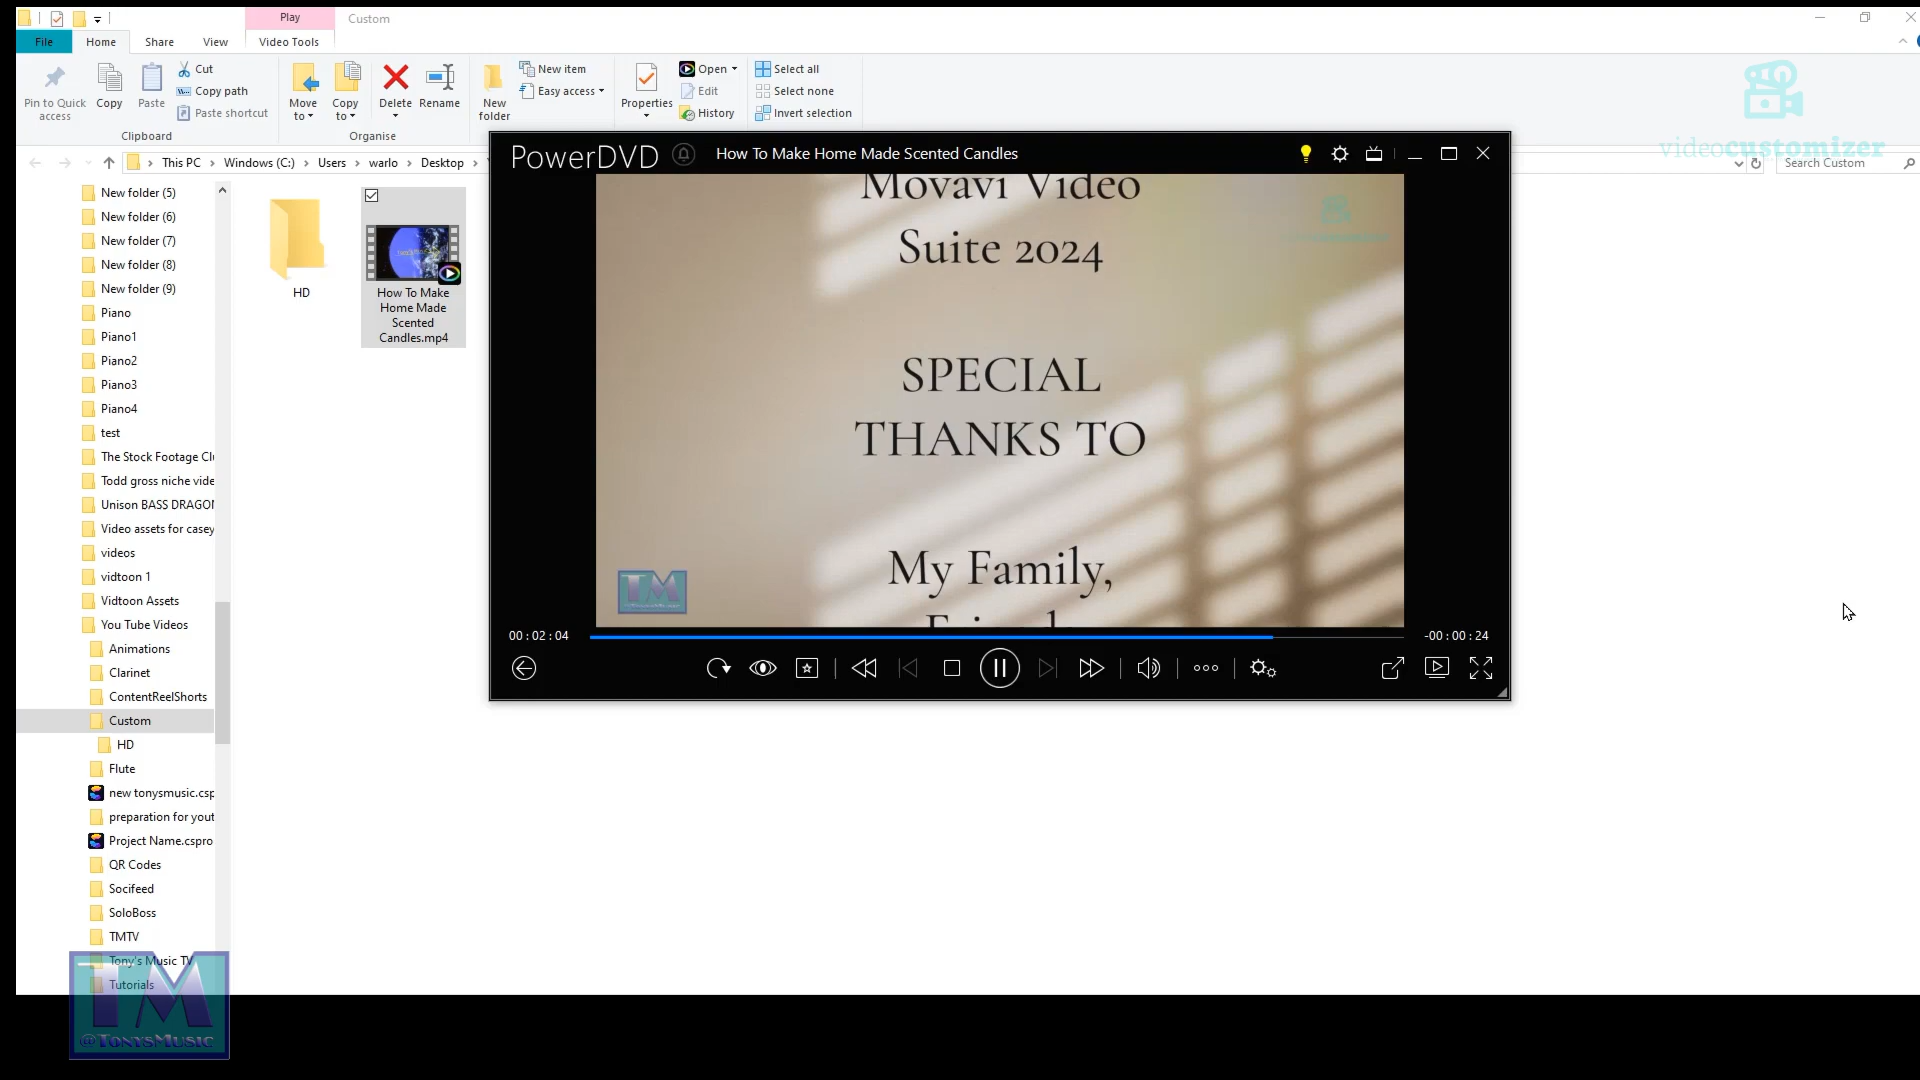 Play
Custom
File
Home
Share
View
Video Tools
Pin to Quick
access
Copy
Paste
Cut
Copy path
Paste shortcut
Clipboard
Move
to
Copy
to
Delete
Rename
Organise
New
folder
New item
Easy access
Properties
Open
Edit
History
Select all
Select none
Invert selection
videocustomizer
This PC
Windows (C:)
Users
warlo
Desktop
Search Custom
New folder (5)
New folder (6)
New folder (7)
New folder (8)
New folder (9)
Piano
Piano1
Piano2
Piano3
Piano4
test
The Stock Footage Clu
Todd gross niche vide
Unison BASS DRAGON
Video assets for casey
videos
vidtoon 1
Vidtoon Assets
You Tube Videos
Animations
Clarinet
ContentReelShorts
Custom
HD
Flute
new tonysmusic.csp
preparation for yout
Project Name.cspro
QR Codes
Socifeed
SoloBoss
TMTV
Tony's Music TV
Tutorials
TM
@TonysMusic
HD
How To Make
Home Made
Scented
Candles.mp4
PowerDVD
How To Make Home Made Scented Candles
Movavi Video
Suite 2024
SPECIAL
THANKS TO
My Family,
TM
00:02:04
-00:00:24